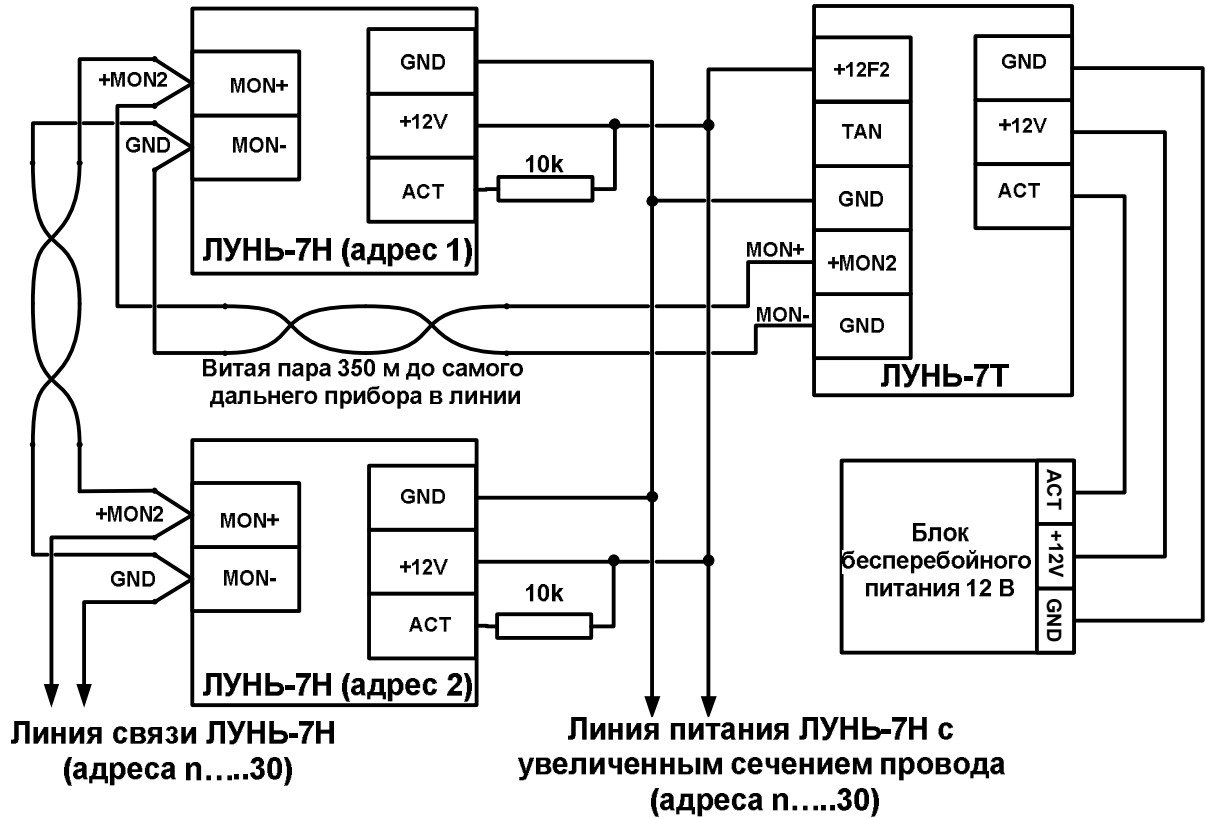 +MON2
GND
MON+
MON-
GND
+12V
ACT
10k
ЛУНЬ-7Н (адрес 1)
+12F2
TAN
GND
+MON2
GND
MON+
MON-
GND
+12V
ACT
ЛУНЬ-7Т
Витая пара 350 м до самого
дальнего прибора в линии
+MON2
GND
MON+
MON-
GND
+12V
ACT
10k
ЛУНЬ-7Н (адрес 2)
Блок
бесперебойного
питания 12 В
ACT
+12V
GND
Линия связи ЛУНЬ-7Н
(адреса n.....30)
Линия питания ЛУНЬ-7Н с
увеличенным сечением провода
(адреса n.....30)